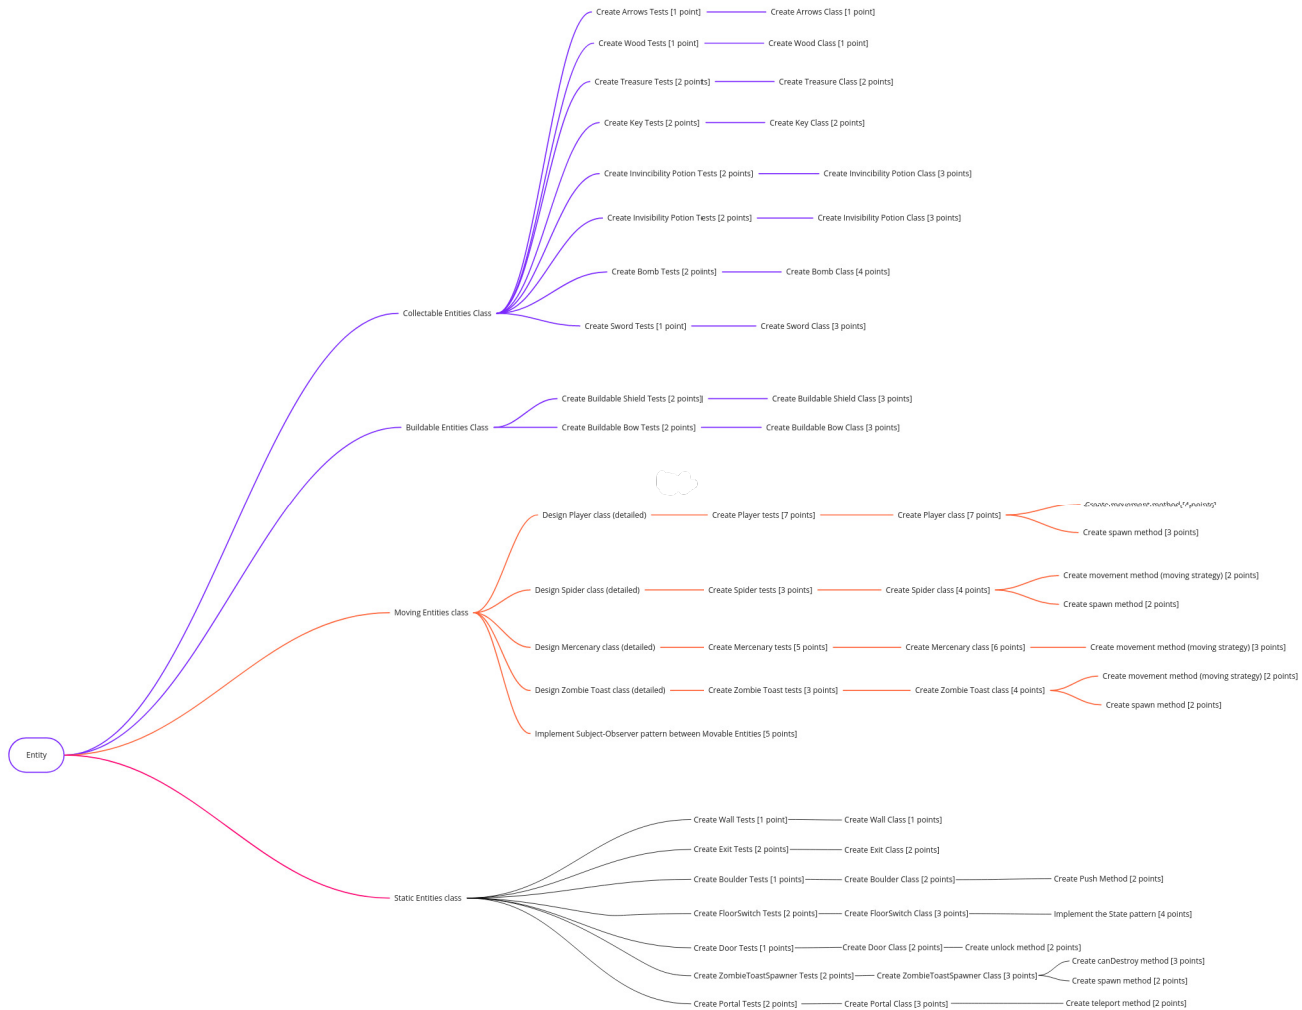 Create Arrows Tests [1 point]
Create Arrows Class [1 point]
Create Wood Tests [1 point]
Create Wood Class [1 point]
Create Treasure Tests [2 points]
Create Treasure Class [2 points]
Create Key Tests [2 points]
Create Key Class [2 points]
Create Invincibility Potion Tests [2 points]
Create Invincibility Potion Class [3 points]
Create Invisibility Potion Tests [2 points]
Create Invisibility Potion Class [3 points]
Create Bomb Tests [2 points]
Create Bomb Class [4 points]
Collectable Entities Class
Create Sword Tests [1 point]
Create Sword Class [3 points]
Create Buildable Shield Tests [2 points]
Create Buildable Shield Class [3 points]
Buildable Entities Class
Create Buildable Bow Tests [2 points]
Create Buildable Bow Class [3 points]
Create movement method points]
Design Player class (detailed)
Create Player tests [7 points]
Create Player class [7 points]
Create spawn method [3 points]
Create movement method (moving strategy) [2 points]
Design Spider class (detailed)
Create Spider tests [3 points]
Create Spider class [4 points]
Create spawn method [2 points]
Moving Entities class
Design Mercenary class (detailed)
Create Mercenary tests [5 points]
Create Mercenary class [6 points]
Create movement method (moving strategy) [3 points]
Create movement method (moving strategy) [2 points]
Design Zombie Toast class (detailed)
Create Zombie Toast tests [3 points]
Create Zombie Toast class [4 points]
Create spawn method [2 points]
Implement Subject-Observer pattern between Movable Entities [5 points]
Entity
Create Wall Tests [1 point]
Create Wall Class [1 points]
Create Exit Tests [2 points]
Create Exit Class [2 points]
Create Boulder Tests [1 points]
Create Boulder Class [2 points]
Create Push Method [2 points]
Static Entities class
Create FloorSwitch Tests [2 points]
Create FloorSwitch Class [3 points]
Implement the State pattern [4 points]
Create Door Tests [1 points]
Create Door Class [2 points]
Create unlock method [2 points]
Create canDestroy method [3 points]
Create ZombieToastSpawner Tests [2 points]
Create ZombieToastSpawner Class [3 points]
Create spawn method [2 points]
Create Portal Tests [2 points]
Create Portal Class [3 points]
Create teleport method [2 points]